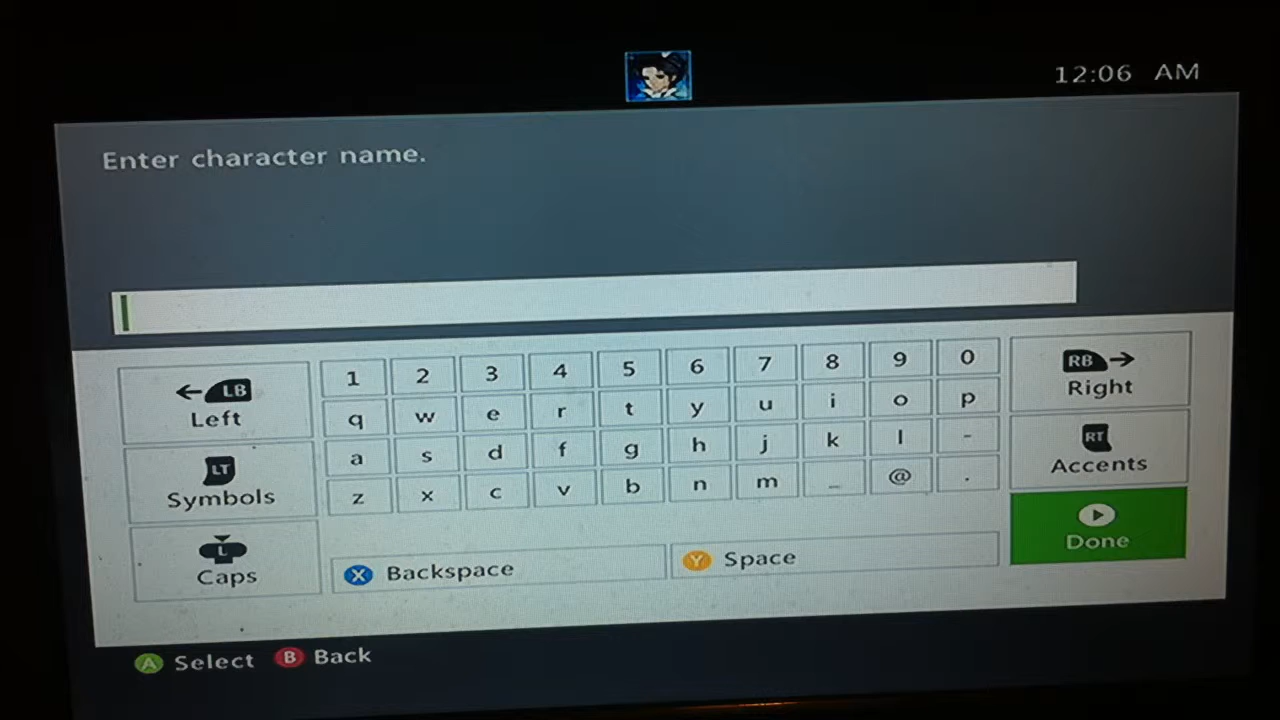 12:06 AM
Enter character name.
LB Left
1 2 3 4 5 6 7 8 9 0
RB Right
q w e r t y u i o p
LT Symbols
a s d f g h j k l -
RT Accents
z x c v b n m _ @ .
L Caps
X Backspace
Y Space
Done
A Select B Back